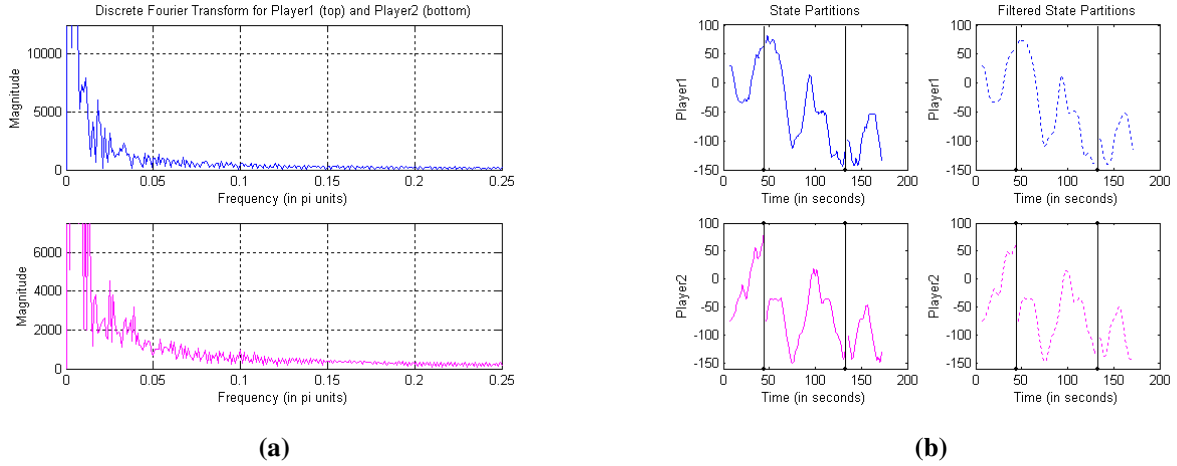 Discrete Fourier Transform for Player1 (top) and Player2 (bottom)
Magnitude
10000
5000
0
0 0.05 0.1 0.15 0.2 0.25
Frequency (in pi units)
Magnitude
6000
4000
2000
0
0 0.05 0.1 0.15 0.2 0.25
Frequency (in pi units)
(a)
State Partitions
Player1
100
50
0
-50
-100
-150
0 50 100 150 200
Time (in seconds)
Filtered State Partitions
Player1
100
50
0
-50
-100
-150
0 50 100 150 200
Time (in seconds)
Player2
100
50
0
-50
-100
-150
0 50 100 150 200
Time (in seconds)
Player2
100
50
0
-50
-100
-150
0 50 100 150 200
Time (in seconds)
(b)